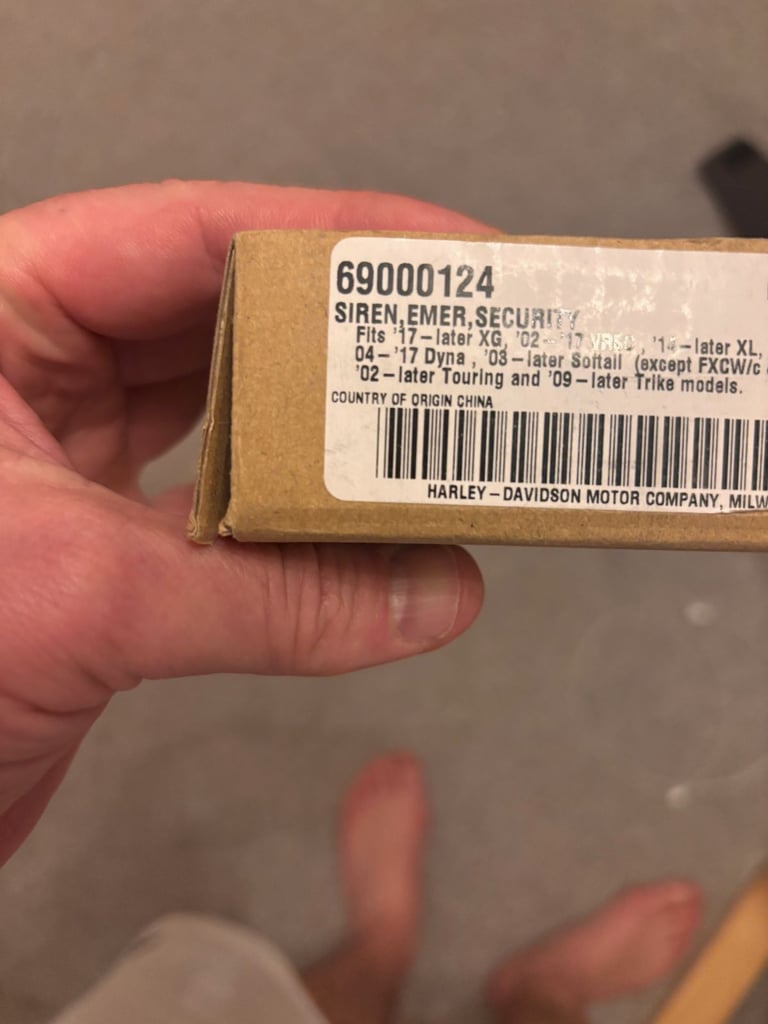 69000124
SIREN,EMER,SECURITY
Fits '17-later XG, '02-'17 VRSC, '14-later XL,
04-'17 Dyna, '03-later Softail (except FXCW/c
'02-later Touring and '09-later Trike models.
COUNTRY OF ORIGIN CHINA
HARLEY-DAVIDSON MOTOR COMPANY, MILW